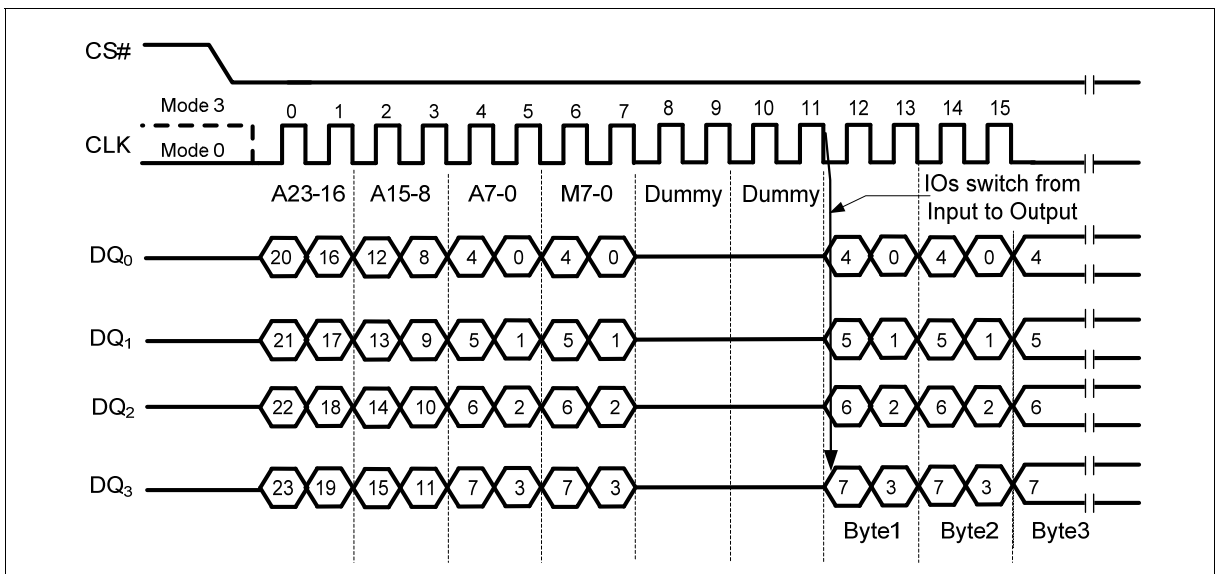 CS#
Mode 3
0 1 2 3 4 5 6 7 8 9 10 11 12 13 14 15
CLK
Mode 0
IOs switch from
Input to Output
A23-16 A15-8 A7-0 M7-0 Dummy Dummy
DQ0 20 16 12 8 4 0 4 0 4 0 4 0 4
DQ1 21 17 13 9 5 1 5 1 5 1 5 1 5
DQ2 22 18 14 10 6 2 6 2 6 2 6 2 6
DQ3 23 19 15 11 7 3 7 3 7 3 7 3 7
Byte1 Byte2 Byte3